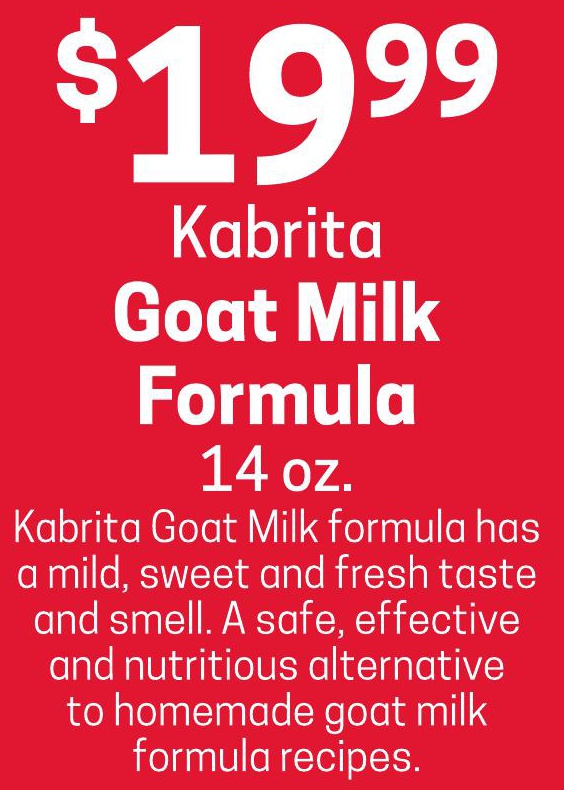 $19.99
Kabrita
Goat Milk
Formula
14 oz.
Kabrita Goat Milk formula has
a mild, sweet and fresh taste
and smell. A safe, effective
and nutritious alternative
to homemade goat milk
formula recipes.